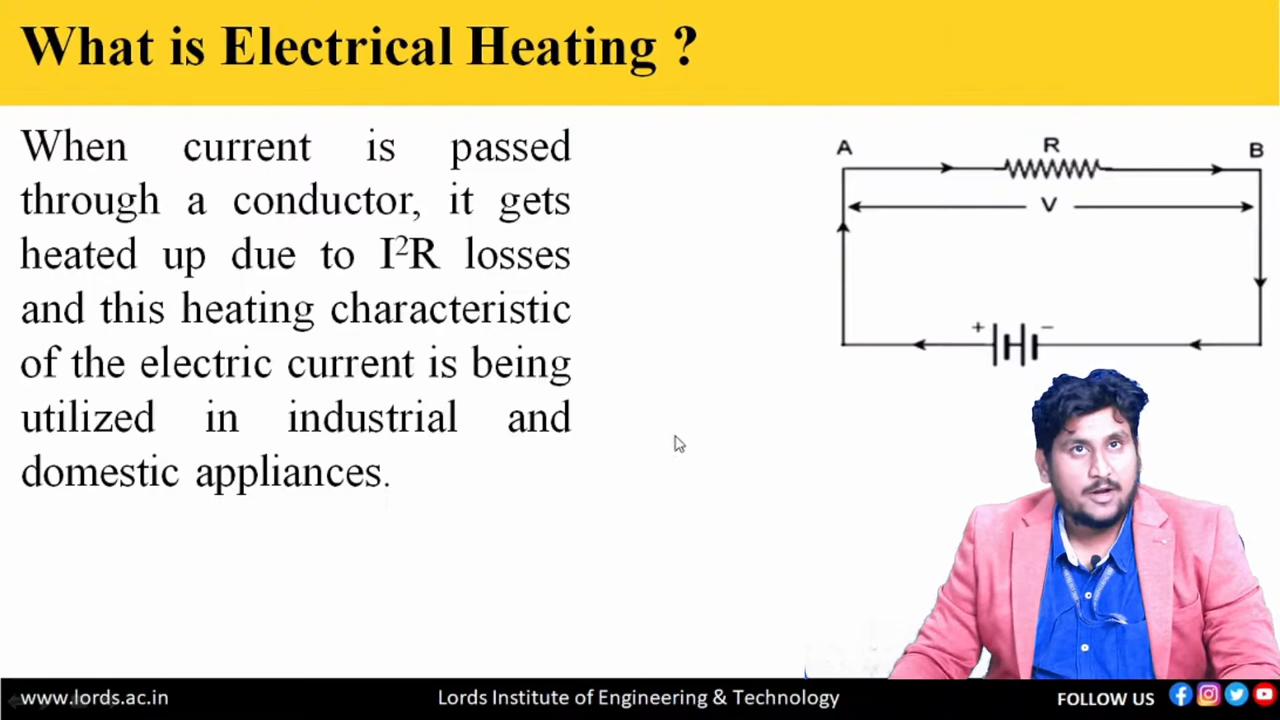 What is Electrical Heating ?
When current is passed
through a conductor, it gets
heated up due to I²R losses
and this heating characteristic
of the electric current is being
utilized in industrial and
domestic appliances.
A R B
V
+ −
www.lords.ac.in
Lords Institute of Engineering & Technology
FOLLOW US